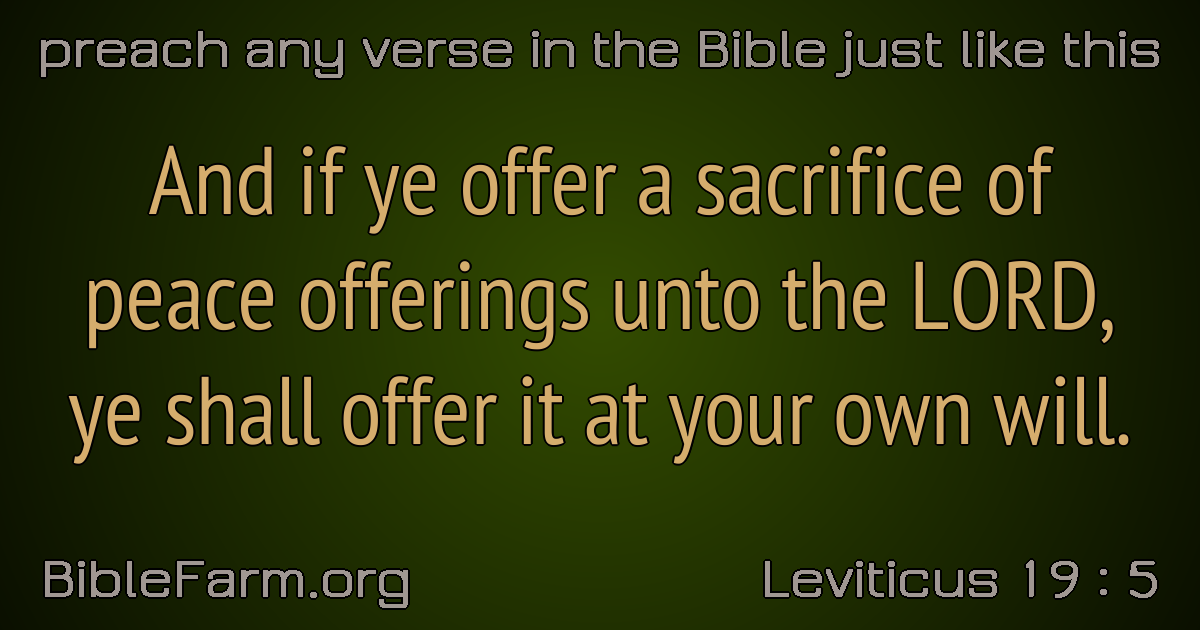 preach any verse in the Bible just like this
And if ye offer a sacrifice of
peace offerings unto the LORD,
ye shall offer it at your own will.
BibleFarm.org
Leviticus 19 : 5